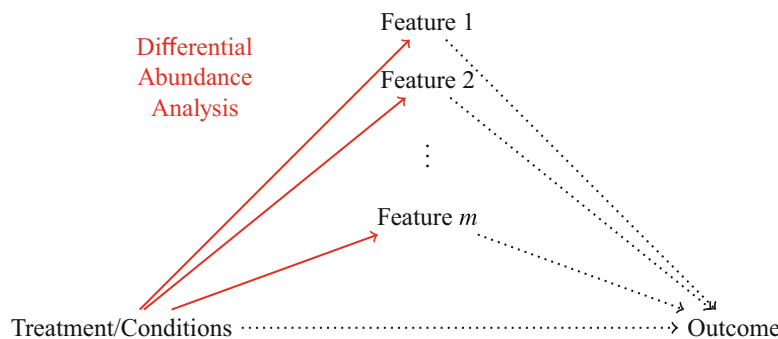 Feature 1
Differential
Abundance
Analysis
Feature 2
⋮
Feature m
Treatment/Conditions
Outcome